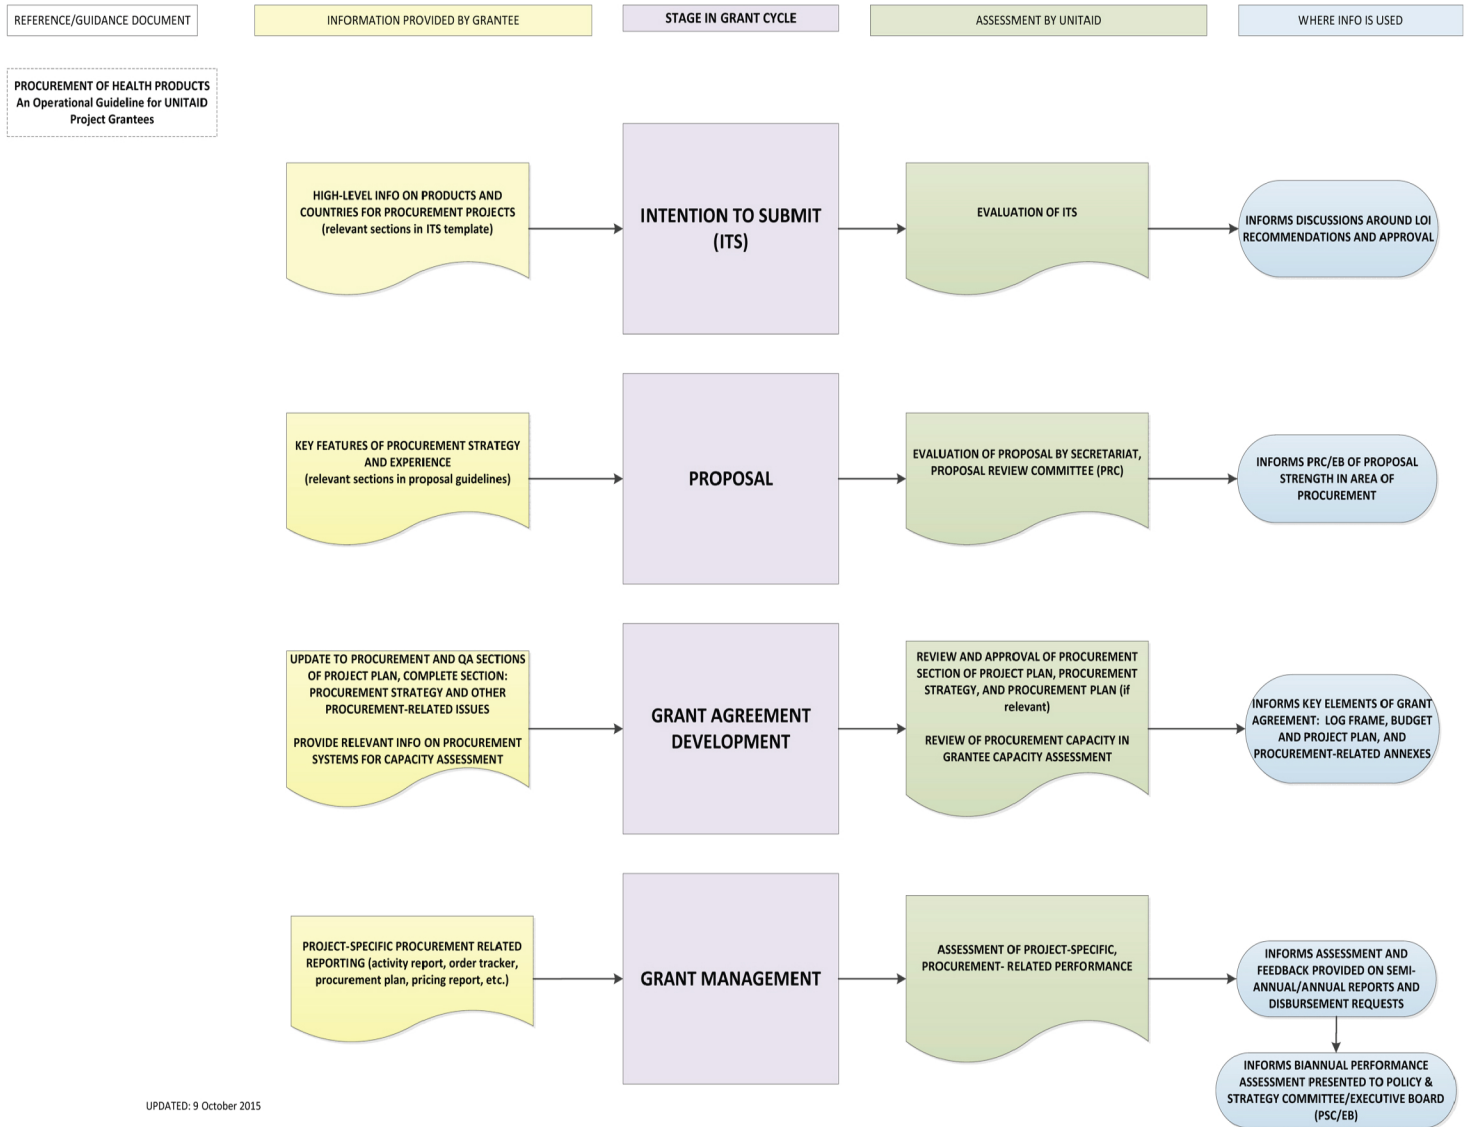 REFERENCE/GUIDANCE DOCUMENT
INFORMATION PROVIDED BY GRANTEE
STAGE IN GRANT CYCLE
ASSESSMENT BY UNITAID
WHERE INFO IS USED
PROCUREMENT OF HEALTH PRODUCTS
An Operational Guideline for UNITAID
Project Grantees
HIGH-LEVEL INFO ON PRODUCTS AND
COUNTRIES FOR PROCUREMENT PROJECTS
(relevant sections in ITS template)
INTENTION TO SUBMIT
(ITS)
EVALUATION OF ITS
INFORMS DISCUSSIONS AROUND LOI
RECOMMENDATIONS AND APPROVAL
KEY FEATURES OF PROCUREMENT STRATEGY
AND EXPERIENCE
(relevant sections in proposal guidelines)
PROPOSAL
EVALUATION OF PROPOSAL BY SECRETARIAT,
PROPOSAL REVIEW COMMITTEE (PRC)
INFORMS PRC/EB OF PROPOSAL
STRENGTH IN AREA OF
PROCUREMENT
UPDATE TO PROCUREMENT AND QA SECTIONS
OF PROJECT PLAN, COMPLETE SECTION:
PROCUREMENT STRATEGY AND OTHER
PROCUREMENT-RELATED ISSUES
PROVIDE RELEVANT INFO ON PROCUREMENT
SYSTEMS FOR CAPACITY ASSESSMENT
GRANT AGREEMENT
DEVELOPMENT
REVIEW AND APPROVAL OF PROCUREMENT
SECTION OF PROJECT PLAN, PROCUREMENT
STRATEGY, AND PROCUREMENT PLAN (if
relevant)
REVIEW OF PROCUREMENT CAPACITY IN
GRANTEE CAPACITY ASSESSMENT
INFORMS KEY ELEMENTS OF GRANT
AGREEMENT: LOG FRAME, BUDGET
AND PROJECT PLAN, AND
PROCUREMENT-RELATED ANNEXES
PROJECT-SPECIFIC PROCUREMENT RELATED
REPORTING (activity report, order tracker,
procurement plan, pricing report, etc.)
GRANT MANAGEMENT
ASSESSMENT OF PROJECT-SPECIFIC,
PROCUREMENT- RELATED PERFORMANCE
INFORMS ASSESSMENT AND
FEEDBACK PROVIDED ON SEMI-
ANNUAL/ANNUAL REPORTS AND
DISBURSEMENT REQUESTS
INFORMS BIANNUAL PERFORMANCE
ASSESSMENT PRESENTED TO POLICY &
STRATEGY COMMITTEE/EXECUTIVE BOARD
(PSC/EB)
UPDATED: 9 October 2015